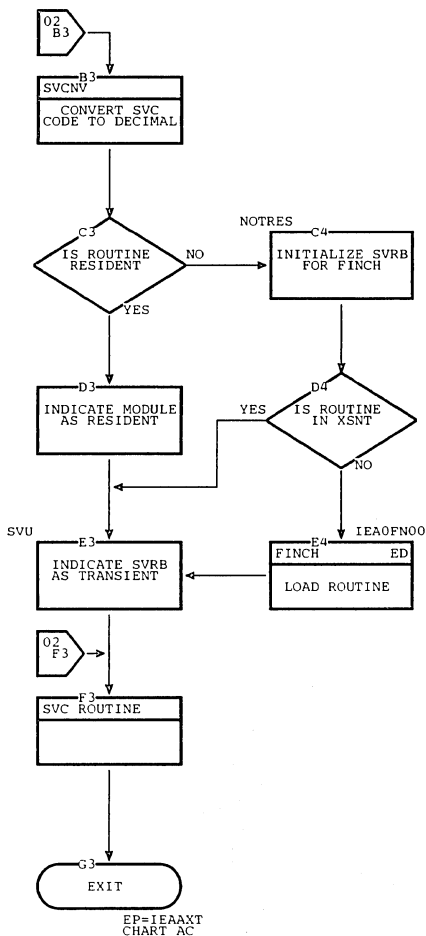 02
B3
B3
SVCNV
CONVERT SVC
CODE TO DECIMAL
C3
IS ROUTINE
RESIDENT
NO
YES
NOTRES
C4
INITIALIZE SVRB
FOR FINCH
D3
INDICATE MODULE
AS RESIDENT
D4
YES
IS ROUTINE
IN XSNT
NO
SVU
E3
INDICATE SVRB
AS TRANSIENT
IEA0FN00
E4
FINCH ED
LOAD ROUTINE
02
F3
F3
SVC ROUTINE
G3
EXIT
EP=IEAAXT
CHART AC